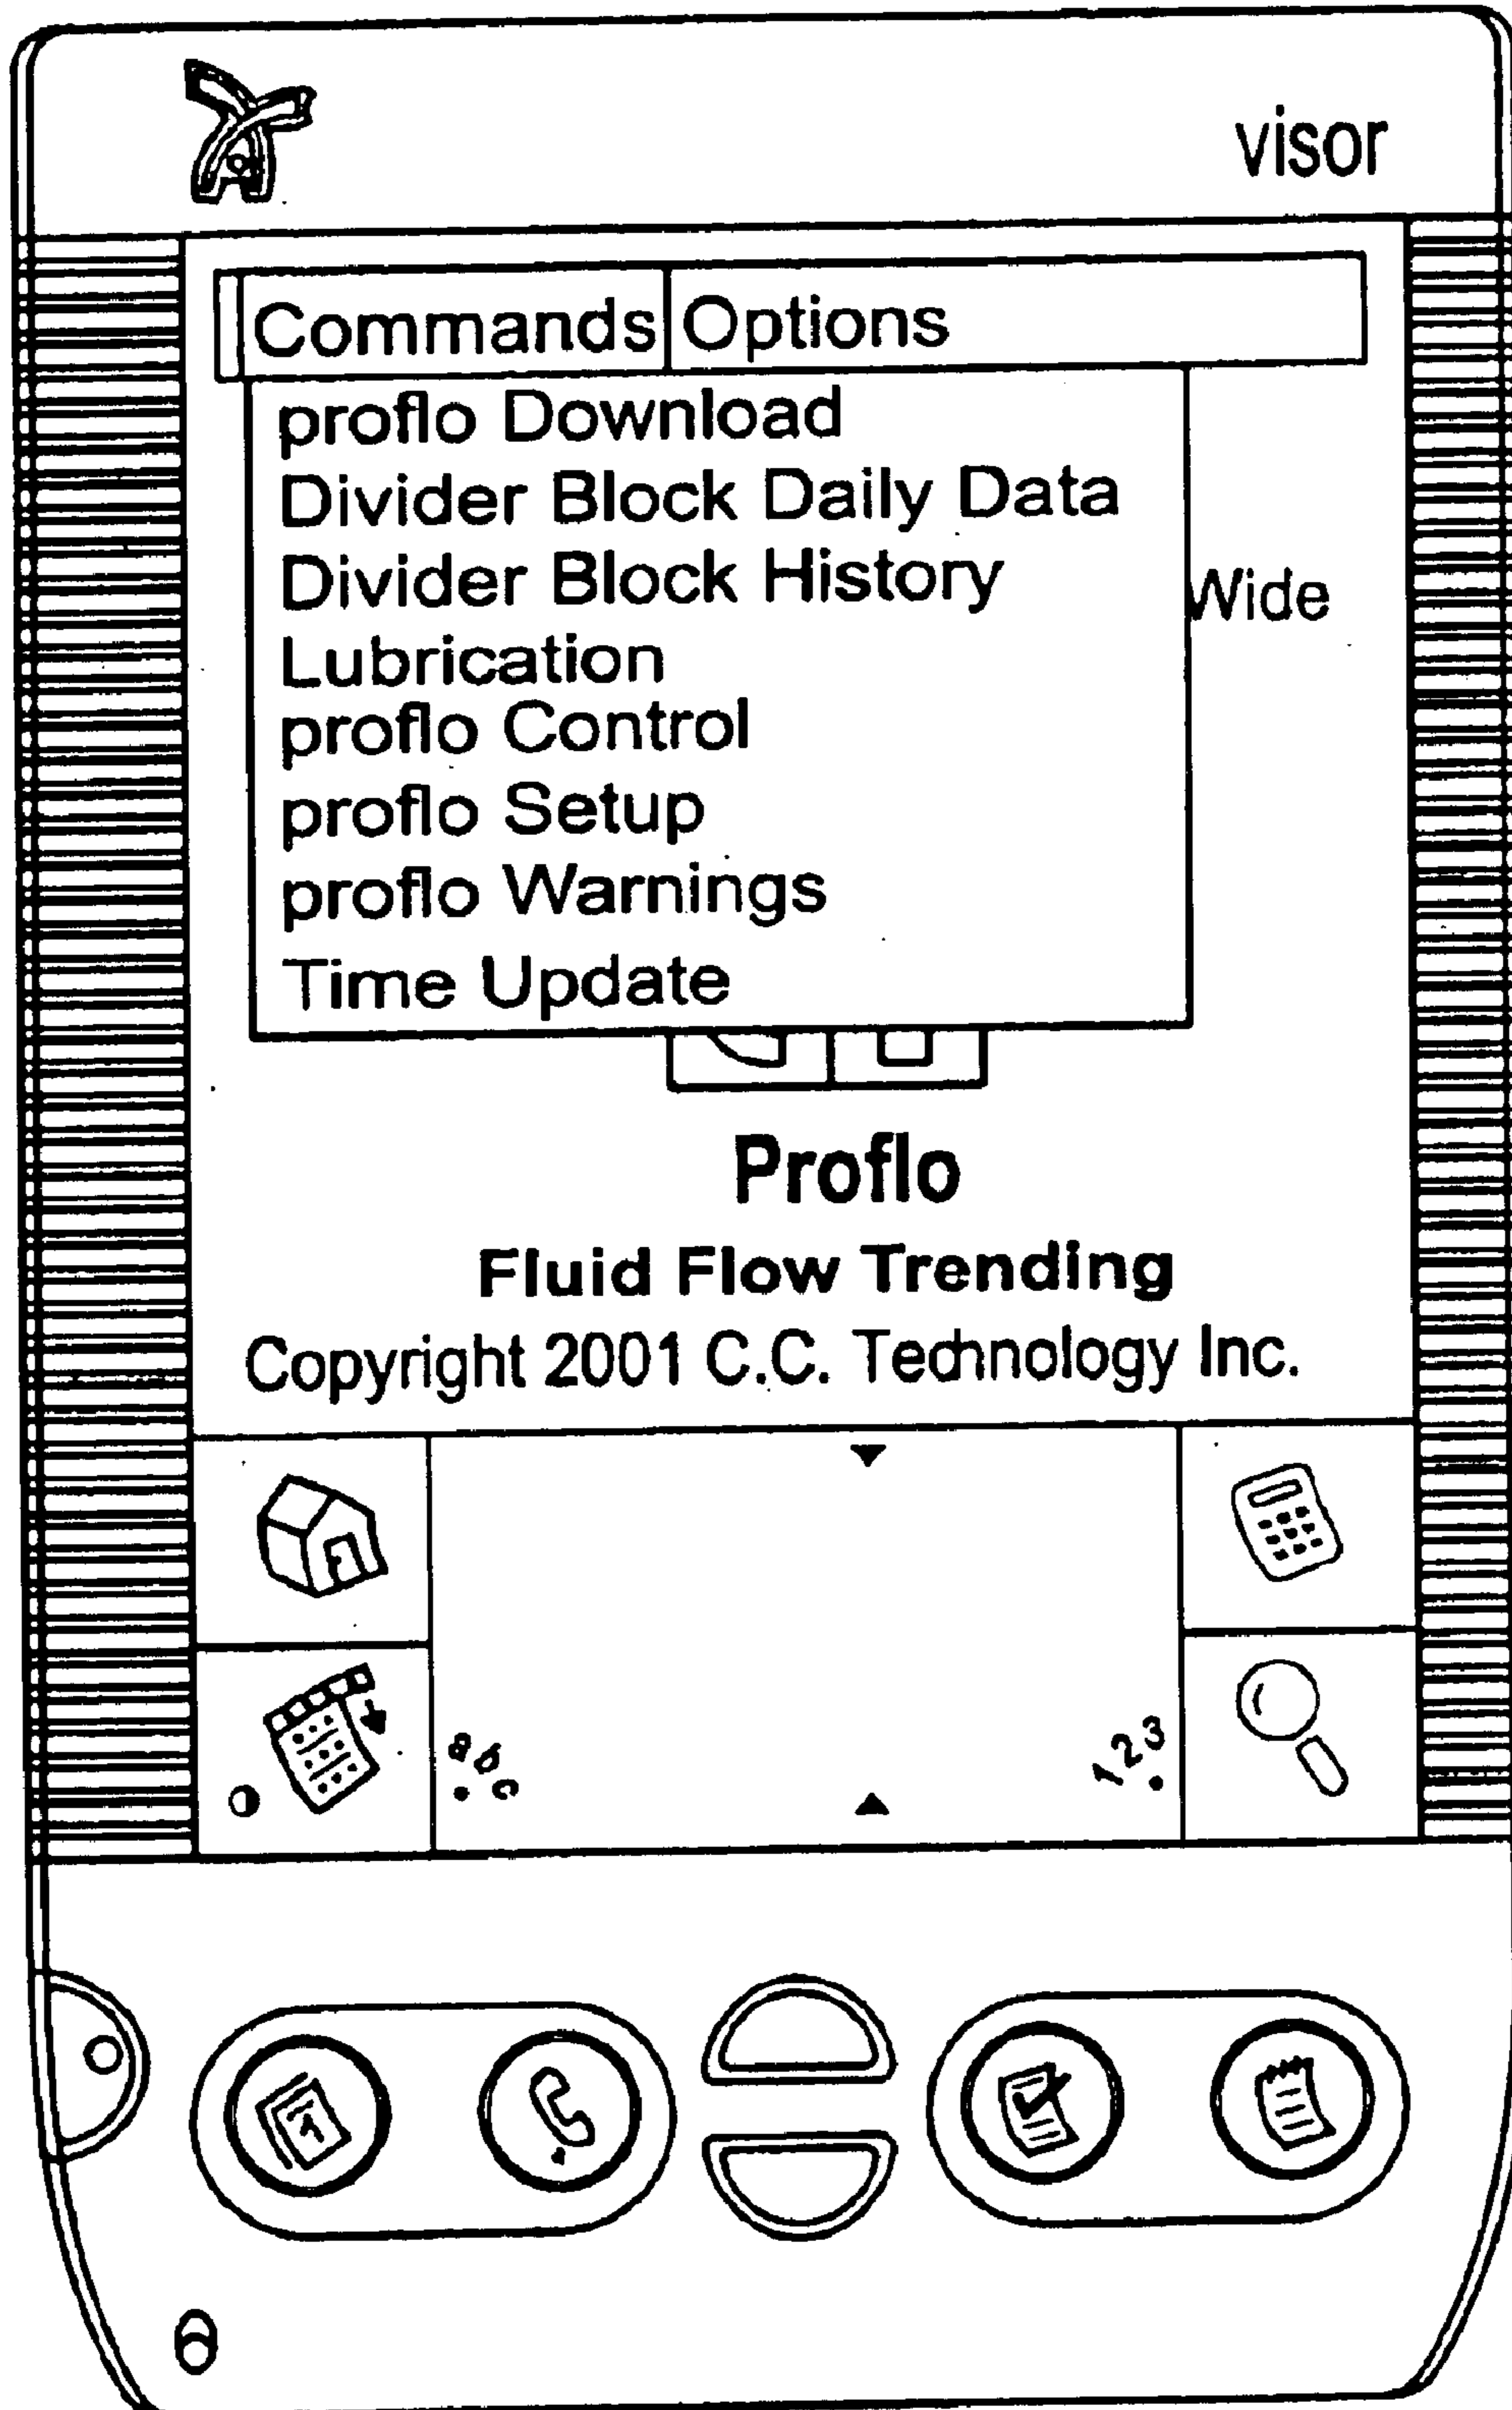 visor
Commands Options
proflo Download
Divider Block Daily Data
Divider Block History
Wide
Lubrication
proflo Control
proflo Setup
proflo Warnings
Time Update
Proflo
Fluid Flow Trending
Copyright 2001 C.C. Technology Inc.
abc
123